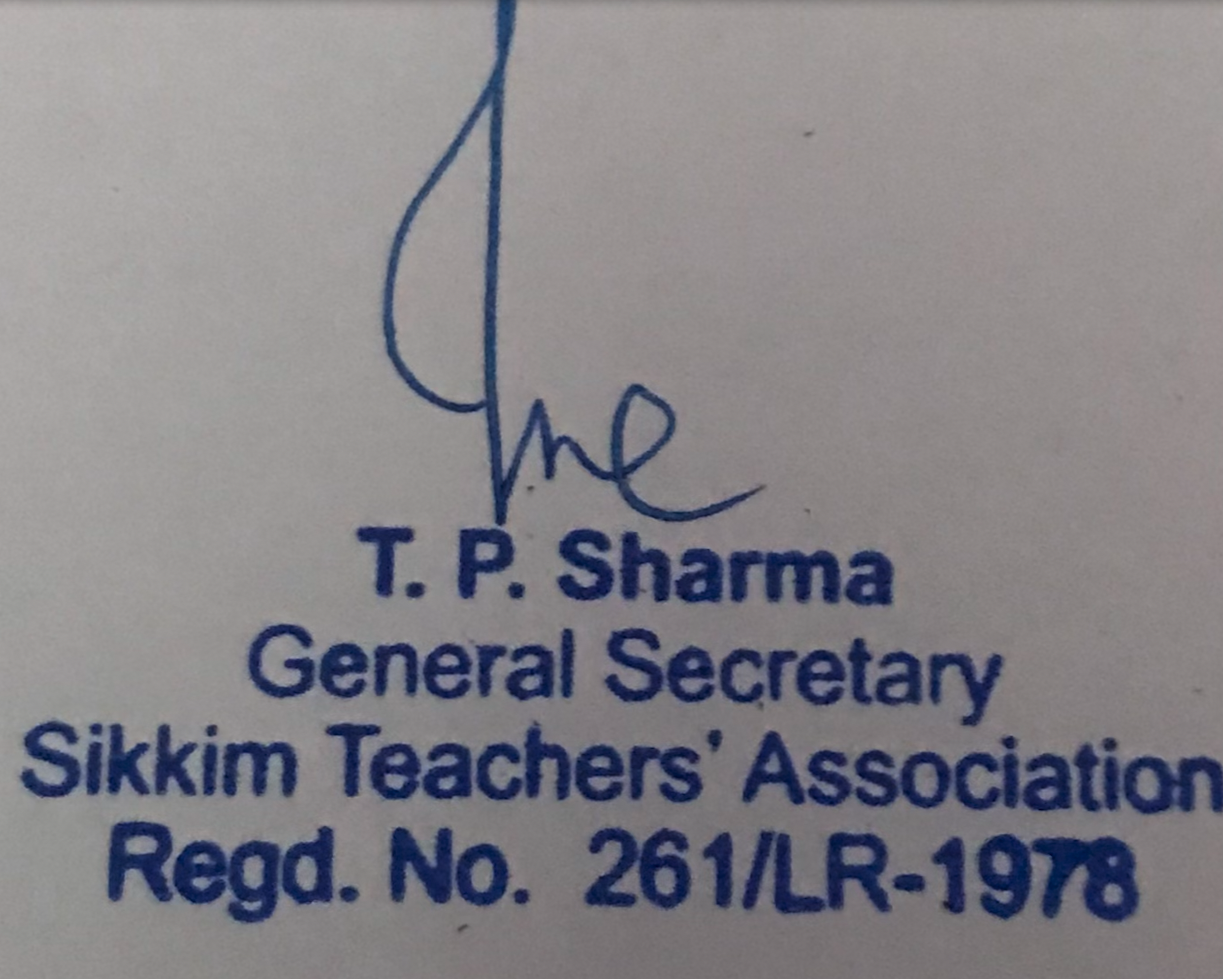 T. P. Sharma
General Secretary
Sikkim Teachers' Association
Regd. No. 261/LR-1978